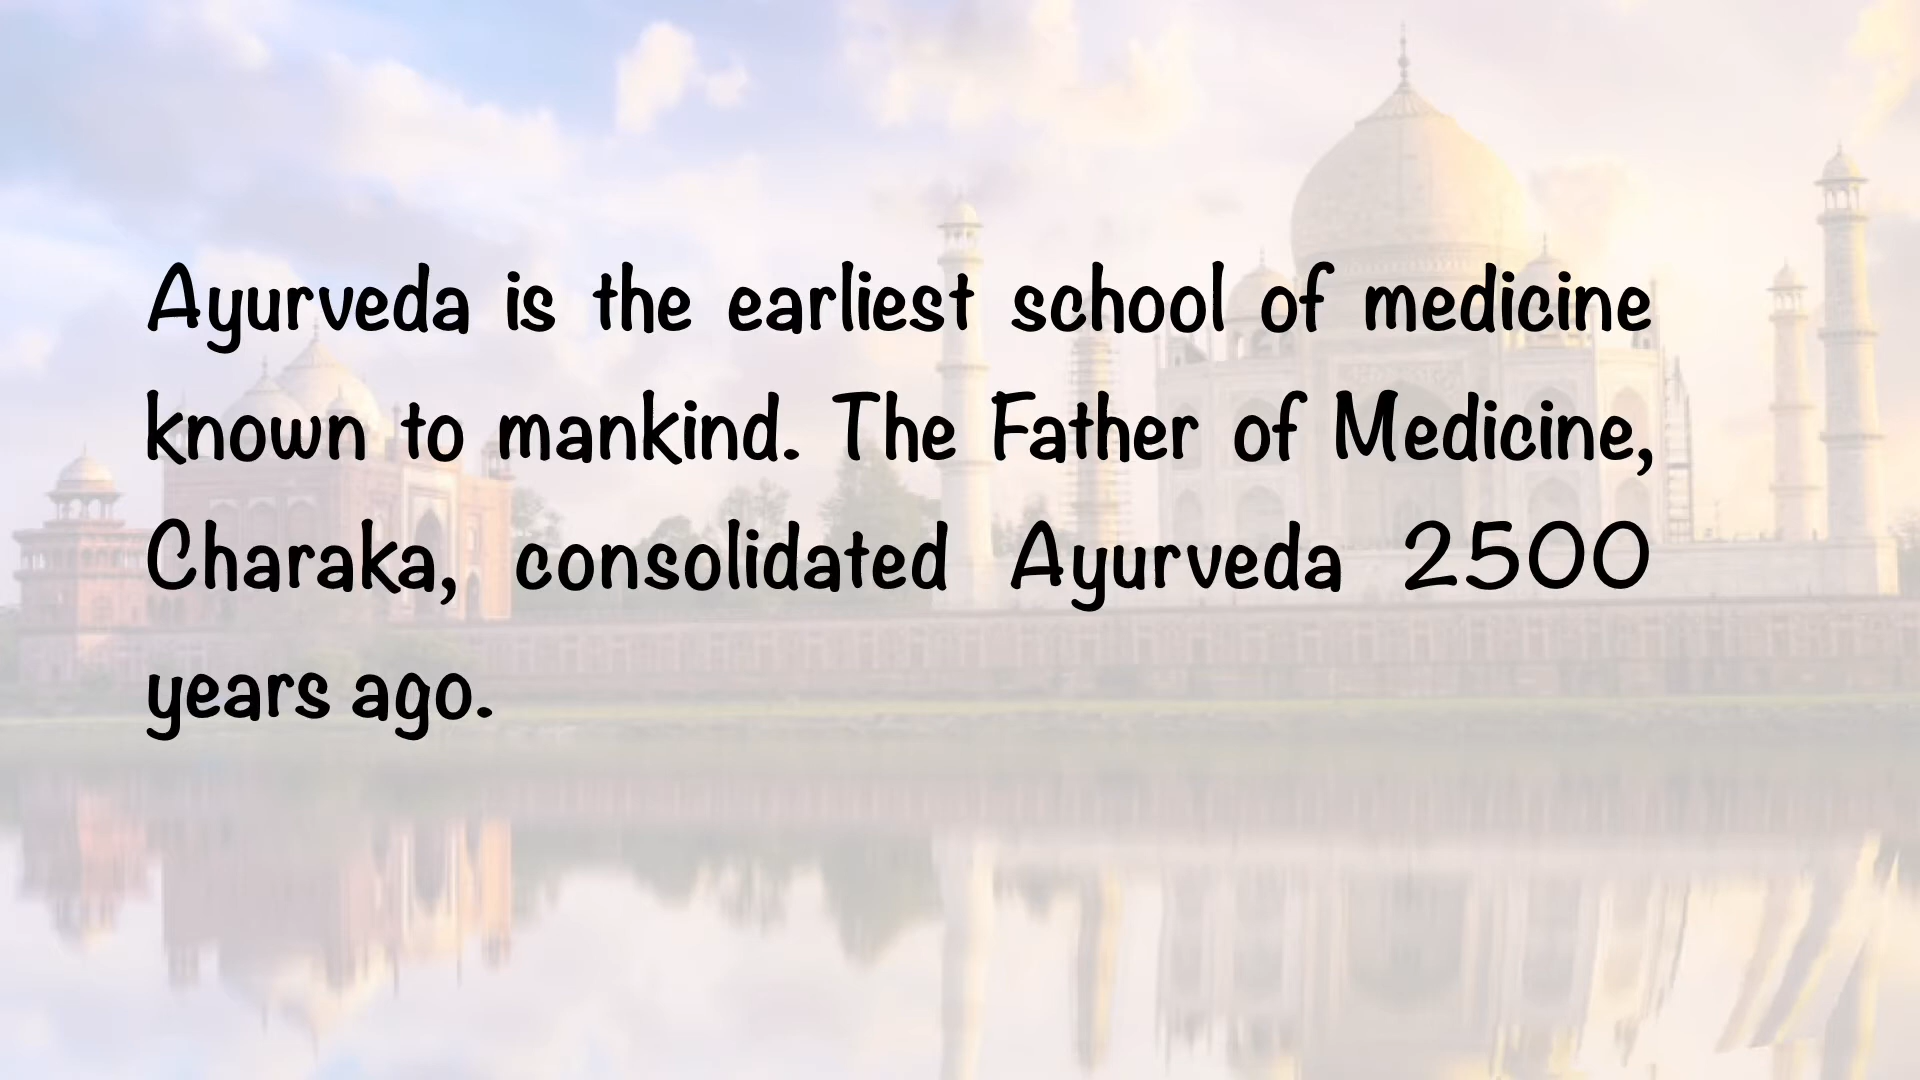 Ayurveda is the earliest school of medicine
known to mankind. The Father of Medicine,
Charaka, consolidated Ayurveda 2500
years ago.